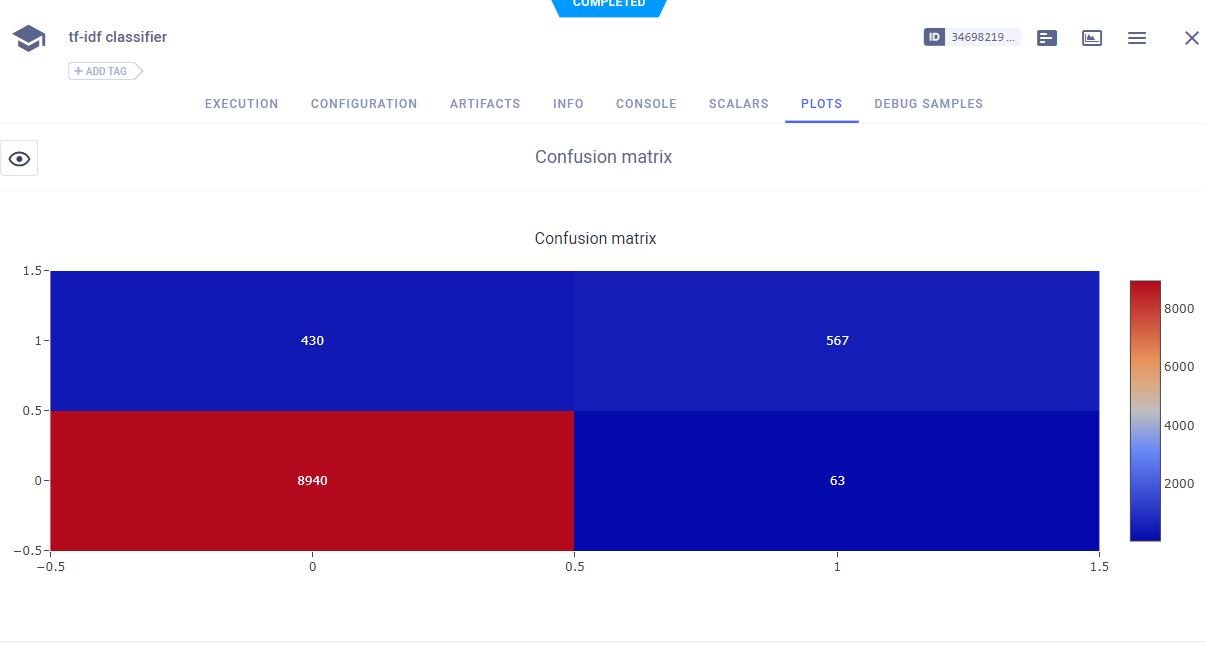 COMPLETED
tf-idf classifier
ID 34698219 ...
+ ADD TAG
EXECUTION CONFIGURATION ARTIFACTS INFO CONSOLE SCALARS PLOTS DEBUG SAMPLES
Confusion matrix
Confusion matrix
1.5
1
0.5
0
−0.5
430 567
8940 63
−0.5 0 0.5 1 1.5
8000
6000
4000
2000